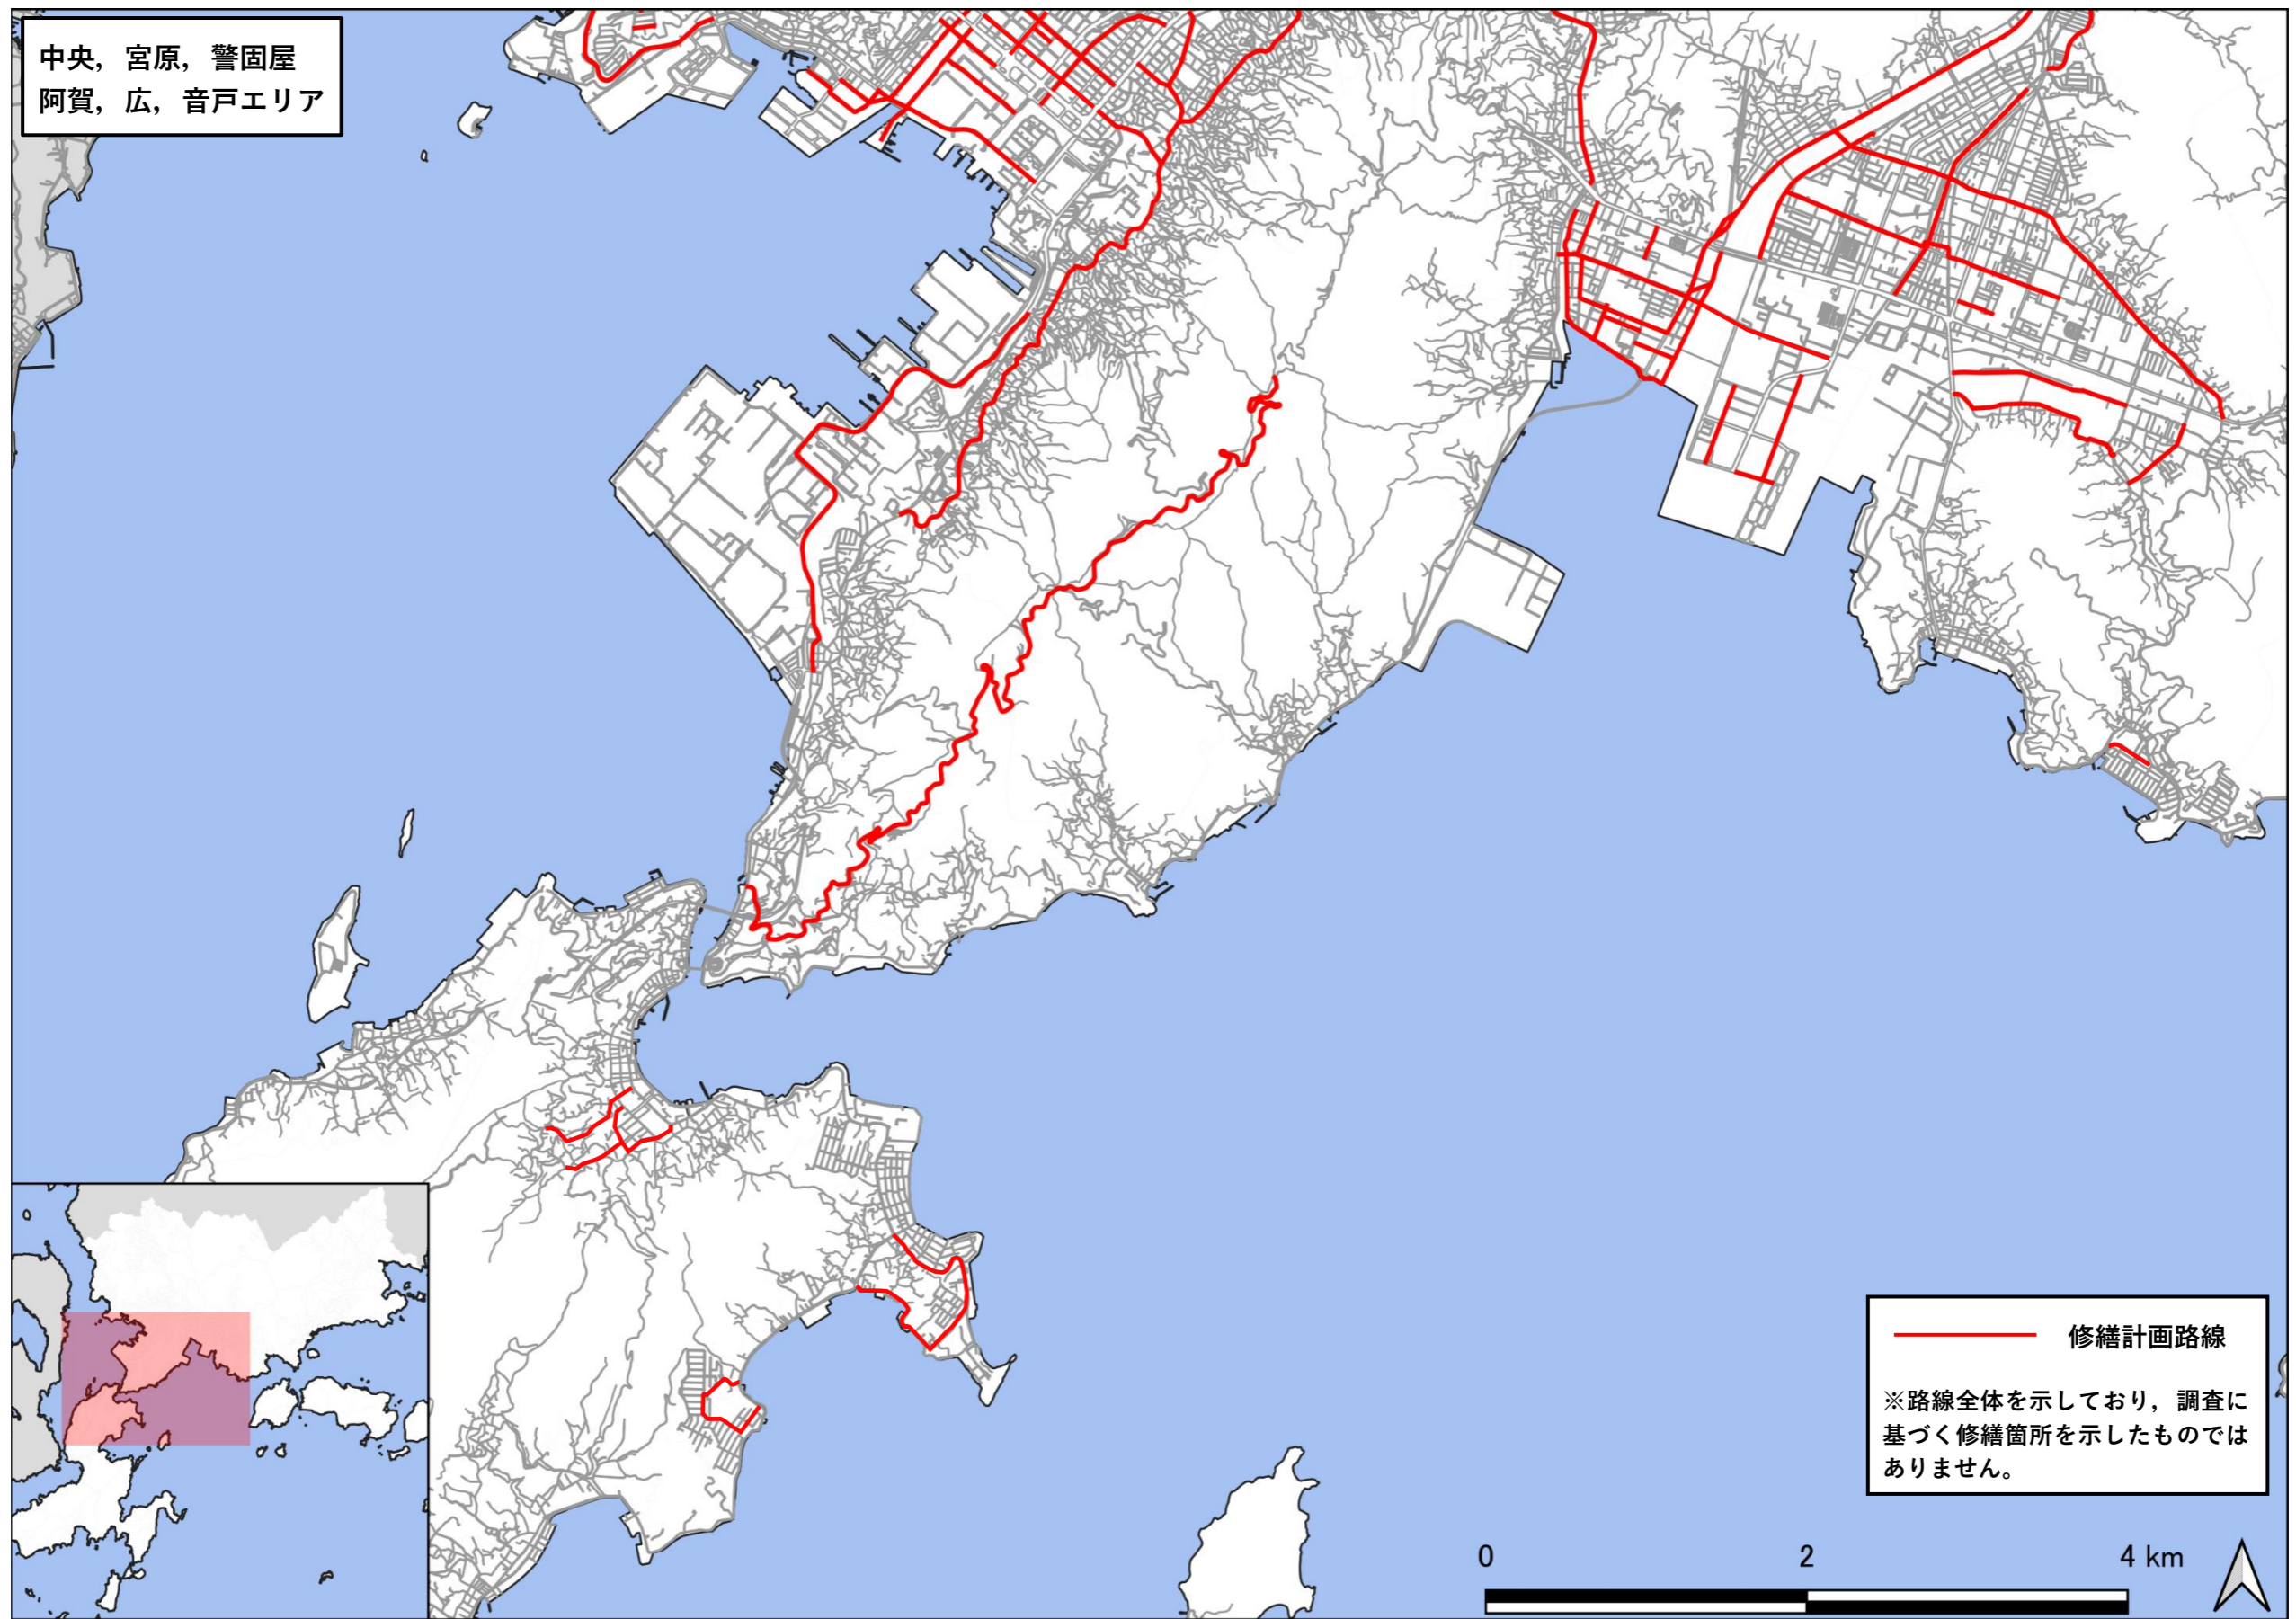 中央，宮原，警固屋
阿賀，広，音戸エリア
修繕計画路線
※路線全体を示しており，調査に
基づく修繕箇所を示したものでは
ありません。
0 2 4 km